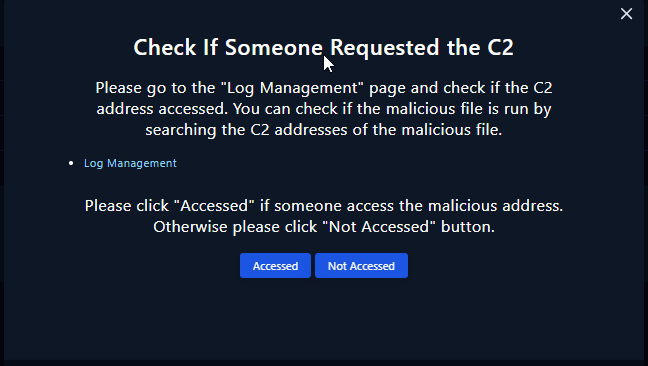 Check If Someone Requested the C2
Please go to the "Log Management" page and check if the C2
address accessed. You can check if the malicious file is run by
searching the C2 addresses of the malicious file.
Log Management
Please click "Accessed" if someone access the malicious address.
Otherwise please click "Not Accessed" button.
Accessed
Not Accessed